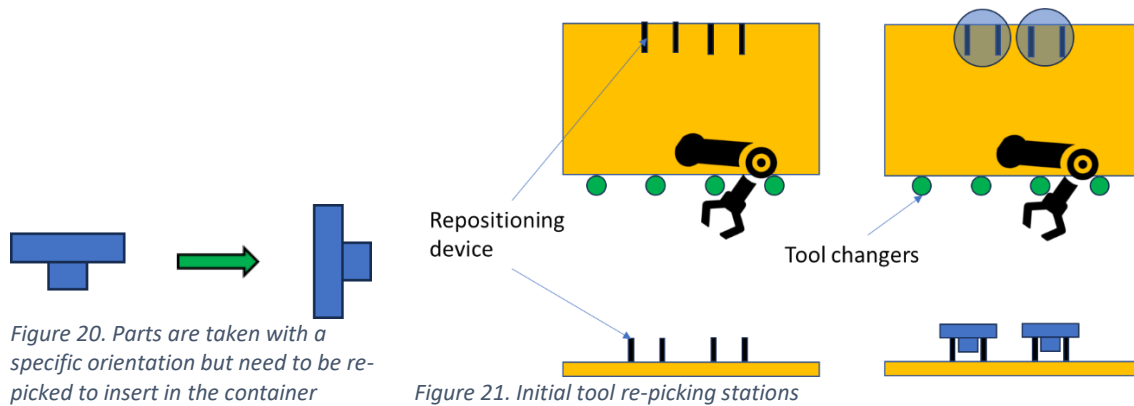 Repositioning
device
Tool changers
Figure 20. Parts are taken with a
specific orientation but need to be re-
picked to insert in the container
Figure 21. Initial tool re-picking stations